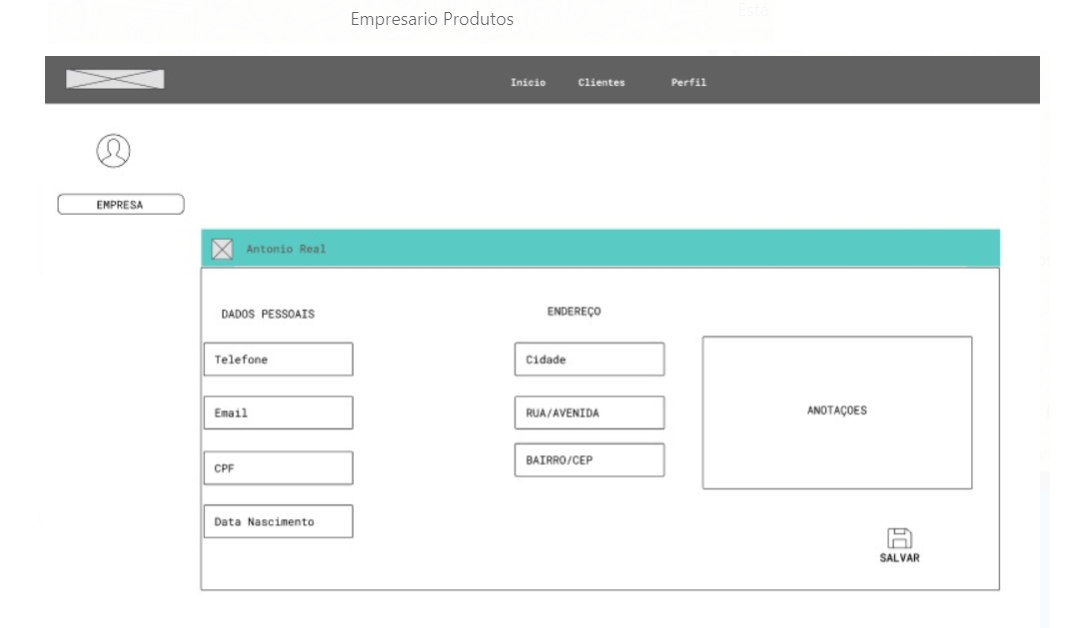 Empresario Produtos
Está
Inicio Clientes Perfil
EMPRESA
Antonio Real
DADOS PESSOAIS
ENDEREÇO
Telefone
Cidade
Email
RUA/AVENIDA
ANOTAÇOES
CPF
BAIRRO/CEP
Data Nascimento
SALVAR